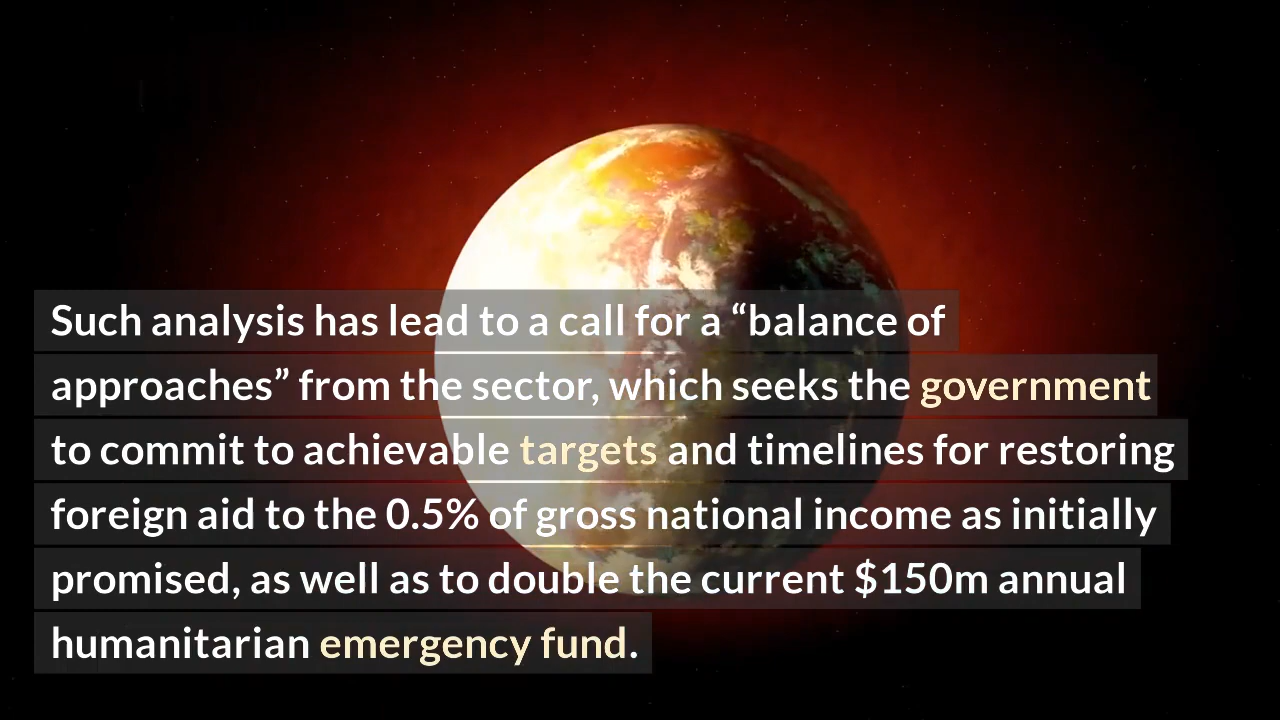 Such analysis has lead to a call for a “balance of
approaches” from the sector, which seeks the government
to commit to achievable targets and timelines for restoring
foreign aid to the 0.5% of gross national income as initially
promised, as well as to double the current $150m annual
humanitarian emergency fund.